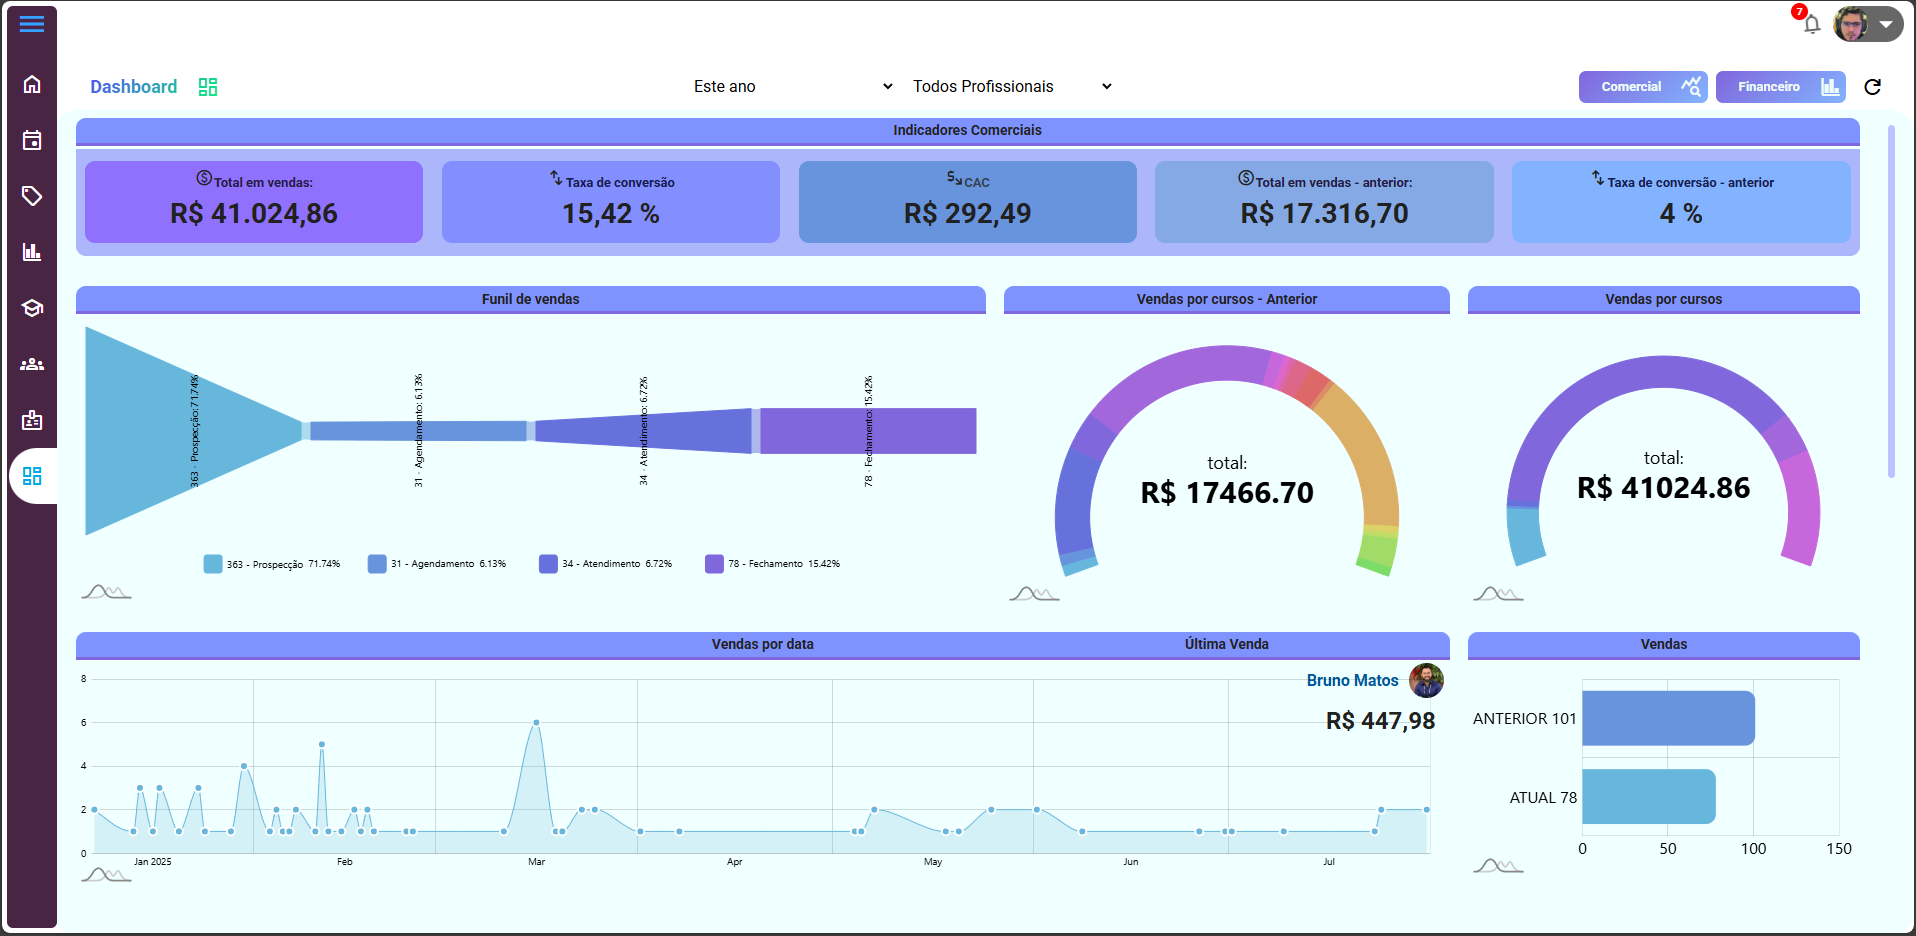 7
Dashboard
Este ano
Todos Profissionais
Comercial
Financeiro
Indicadores Comerciais
Total em vendas:
R$ 41.024,86
Taxa de conversão
15,42 %
CAC
R$ 292,49
Total em vendas - anterior:
R$ 17.316,70
Taxa de conversão - anterior
4 %
Funil de vendas
363 - Prospecção: 71.74%
31 - Agendamento: 6.13%
34 - Atendimento: 6.72%
78 - Fechamento: 15.42%
363 - Prospecção 71.74%
31 - Agendamento 6.13%
34 - Atendimento 6.72%
78 - Fechamento 15.42%
Vendas por cursos - Anterior
total:
R$ 17466.70
Vendas por cursos
total:
R$ 41024.86
Vendas por data
Última Venda
Bruno Matos
R$ 447,98
8
6
4
2
0
Jan 2025
Feb
Mar
Apr
May
Jun
Jul
Vendas
ANTERIOR 101
ATUAL 78
0
50
100
150